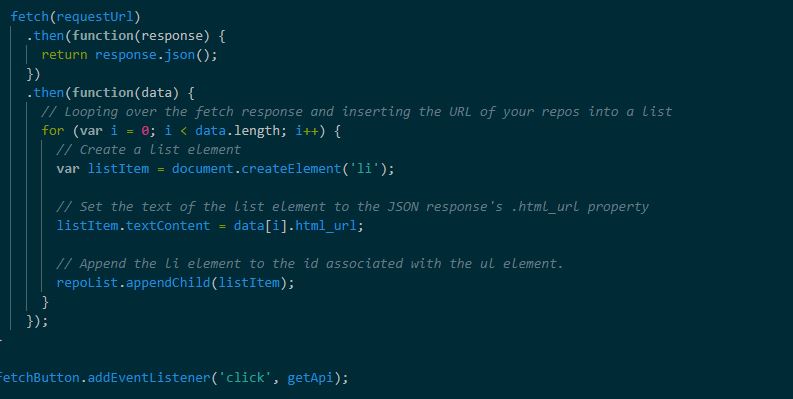 fetch(requestUrl)
.then(function(response) {
return response.json();
})
.then(function(data) {
// Looping over the fetch response and inserting the URL of your repos into a list
for (var i = 0; i < data.length; i++) {
// Create a list element
var listItem = document.createElement('li');
// Set the text of the list element to the JSON response's .html_url property
listItem.textContent = data[i].html_url;
// Append the li element to the id associated with the ul element.
repoList.appendChild(listItem);
}
});
}
fetchButton.addEventListener('click', getApi);